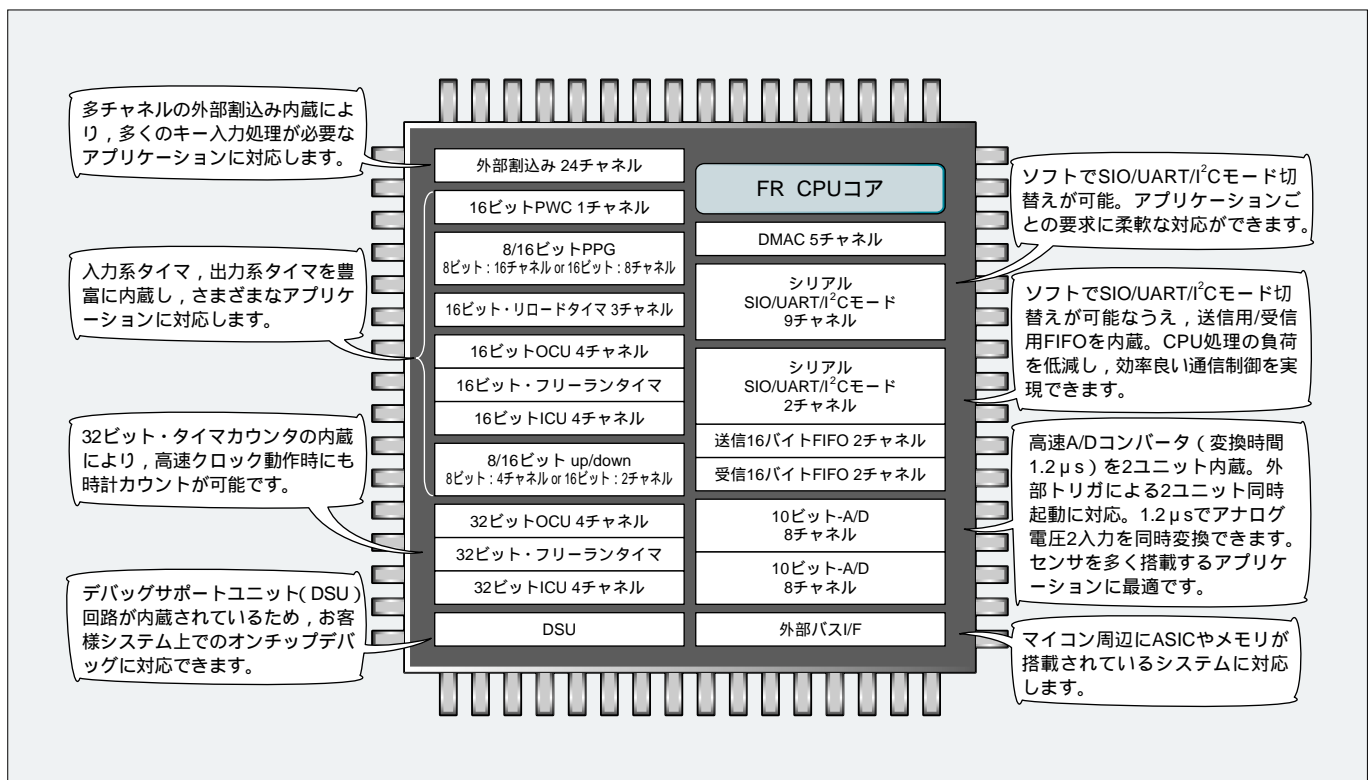 多チャネルの外部割込み内蔵によ
り，多くのキー入力処理が必要な
アプリケーションに対応します。
入力系タイマ，出力系タイマを豊
富に内蔵し，さまざまなアプリケ
ーションに対応します。
32ビット・タイマカウンタの内蔵
により，高速クロック動作時にも
時計カウントが可能です。
デバッグサポートユニット（DSU）
回路が内蔵されているため，お客
様システム上でのオンチップデバ
ッグに対応できます。
外部割込み 24チャネル
16ビットPWC 1チャネル
8/16ビットPPG
8ビット：16チャネル or 16ビット：8チャネル
16ビット・リロードタイマ 3チャネル
16ビットOCU 4チャネル
16ビット・フリーランタイマ
16ビットICU 4チャネル
8/16ビット up/down
8ビット：4チャネル or 16ビット：2チャネル
32ビットOCU 4チャネル
32ビット・フリーランタイマ
32ビットICU 4チャネル
DSU
FR CPUコア
DMAC 5チャネル
シリアル
SIO/UART/I²Cモード
9チャネル
シリアル
SIO/UART/I²Cモード
2チャネル
送信16バイトFIFO 2チャネル
受信16バイトFIFO 2チャネル
10ビット-A/D
8チャネル
10ビット-A/D
8チャネル
外部バスI/F
ソフトでSIO/UART/I²Cモード切
替えが可能。アプリケーションご
との要求に柔軟な対応ができます。
ソフトでSIO/UART/I²Cモード切
替えが可能なうえ，送信用/受信
用FIFOを内蔵。CPU処理の負荷
を低減し，効率良い通信制御を実
現できます。
高速A/Dコンバータ（変換時間
1.2μs）を2ユニット内蔵。外
部トリガによる2ユニット同時
起動に対応。1.2μsでアナログ
電圧2入力を同時変換できます。
センサを多く搭載するアプリケ
ーションに最適です。
マイコン周辺にASICやメモリが
搭載されているシステムに対応
します。